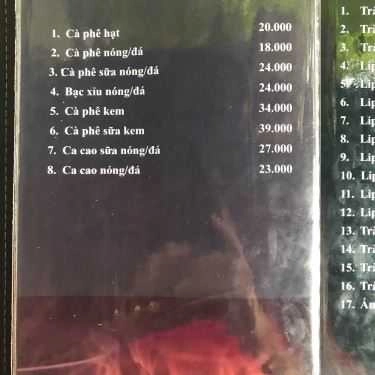 1. Cà phê hạt 20.000
2. Cà phê nóng/đá 18.000
3. Cà phê sữa nóng/đá 24.000
4. Bạc xỉu nóng/đá 24.000
5. Cà phê kem 34.000
6. Cà phê sữa kem 39.000
7. Ca cao sữa nóng/đá 27.000
8. Ca cao nóng/đá 23.000
1.
2.
3.
4.
5.
6.
7.
8.
9.
10.
11.
12.
13.
14.
15.
16.
17.